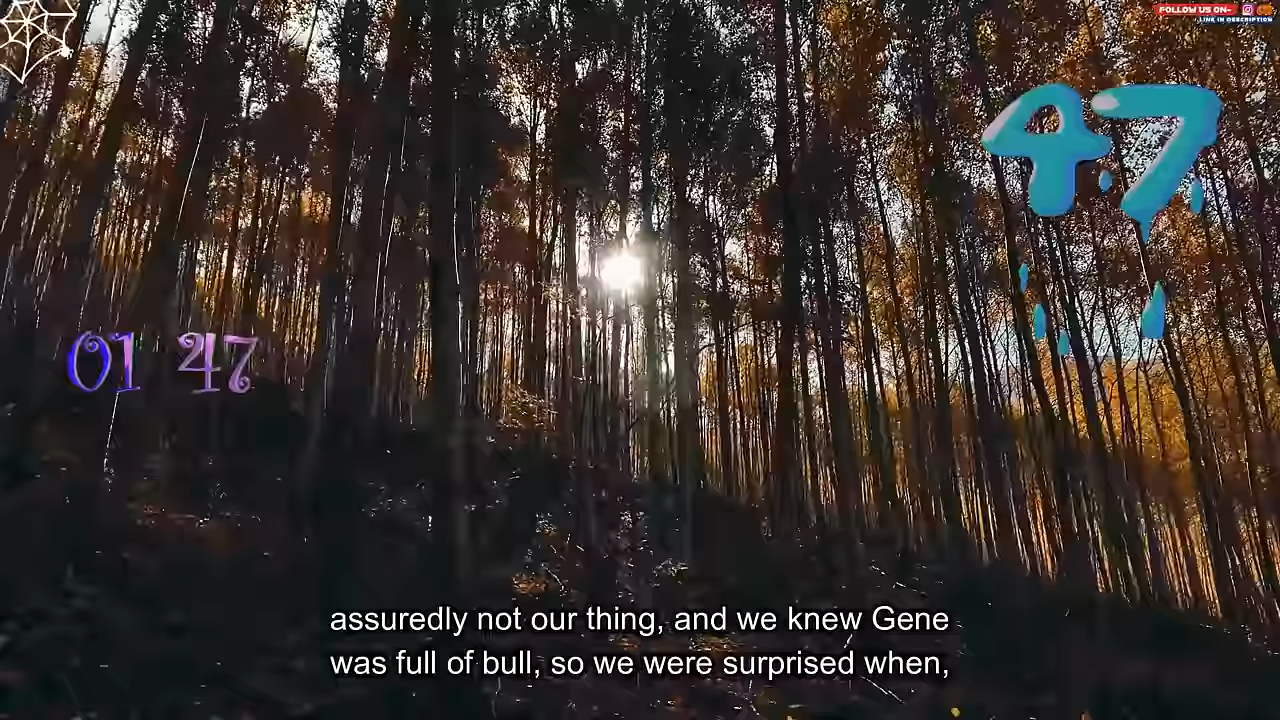 FOLLOW US ON-
LINK IN DESCRIPTION
47
01 47
assuredly not our thing, and we knew Gene
was full of bull, so we were surprised when,